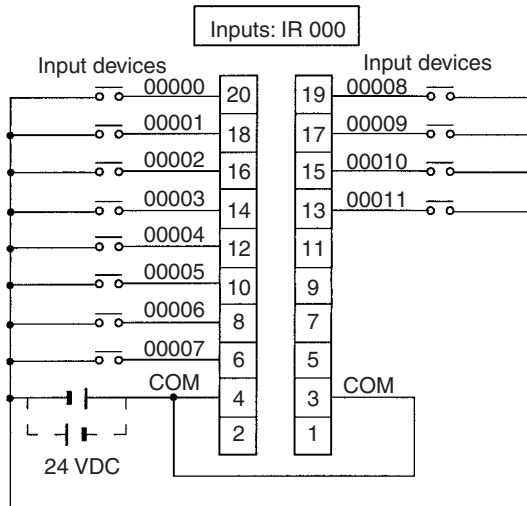 Inputs: IR 000
Input devices
Input devices
00000 20 19 00008
00001 18 17 00009
00002 16 15 00010
00003 14 13 00011
00004 12 11
00005 10 9
00006 8 7
00007 6 5
COM 4 3 COM
2 1
24 VDC